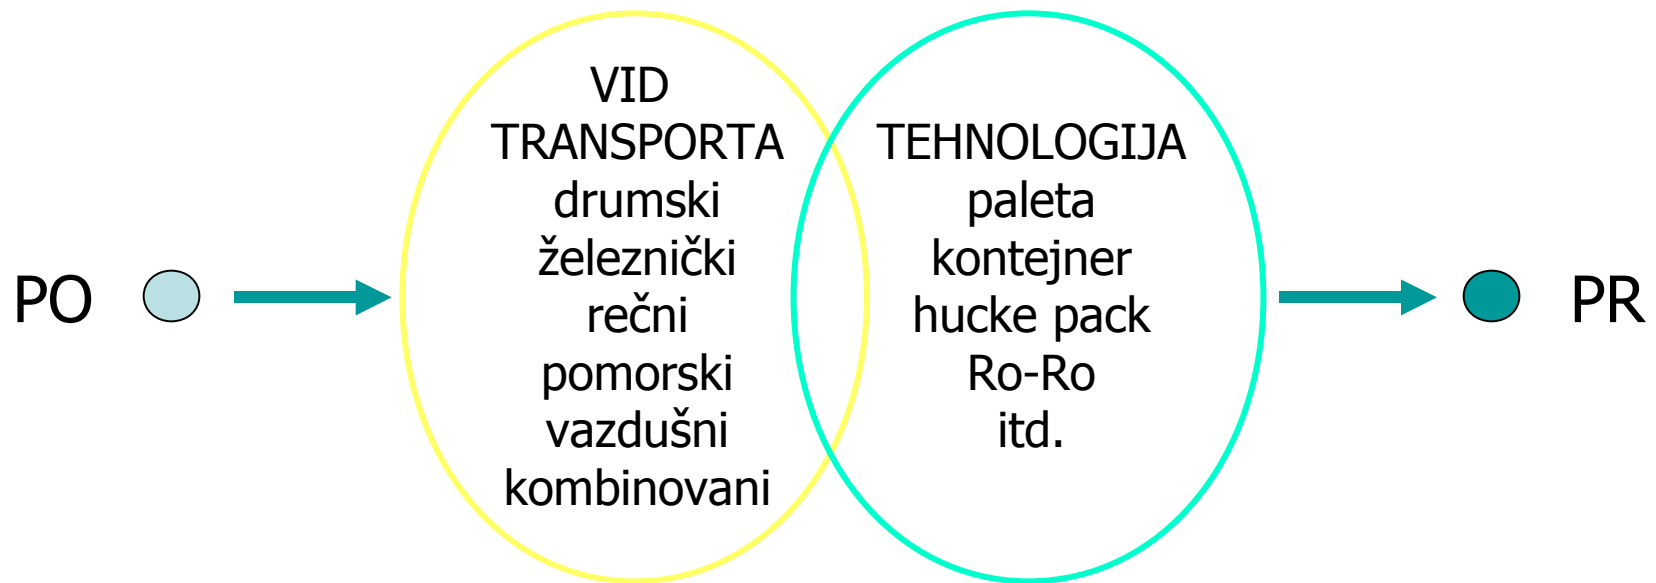 PO
VID
TRANSPORTA
drumski
železnički
rečni
pomorski
vazdušni
kombinovani
TEHNOLOGIJA
paleta
kontejner
hucke pack
Ro-Ro
itd.
PR